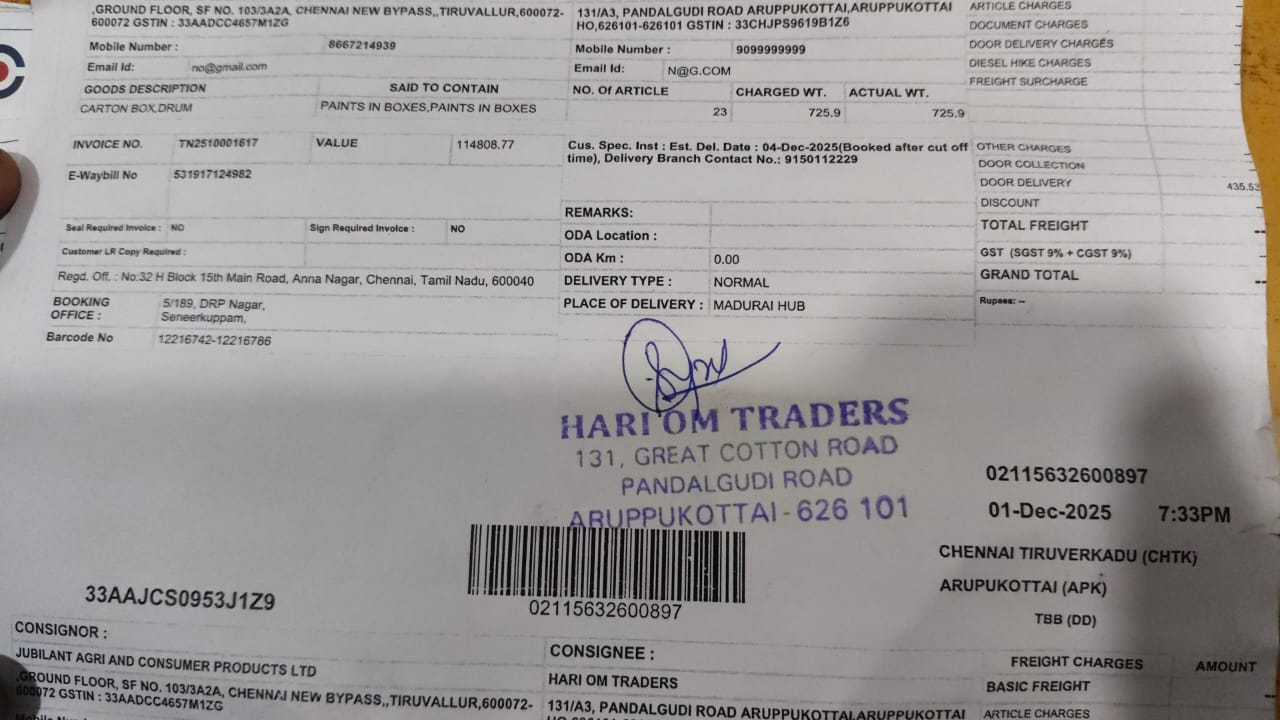 ,GROUND FLOOR, SF NO. 103/3A2A, CHENNAI NEW BYPASS,,TIRUVALLUR,600072-
600072 GSTIN : 33AADCC4657M1ZG
Mobile Number : 8667214939
Email Id: no@gmail.com
GOODS DESCRIPTION SAID TO CONTAIN
CARTON BOX,DRUM PAINTS IN BOXES,PAINTS IN BOXES
131/A3, PANDALGUDI ROAD ARUPPUKOTTAI,ARUPPUKOTTAI
HO,626101-626101 GSTIN : 33CHJPS9619B1Z6
Mobile Number : 9099999999
Email Id: N@G.COM
NO. Of ARTICLE CHARGED WT. ACTUAL WT.
23 725.9 725.9
ARTICLE CHARGES
DOCUMENT CHARGES
DOOR DELIVERY CHARGES
DIESEL HIKE CHARGES
FREIGHT SURCHARGE
INVOICE NO. TN2510001617 VALUE 114808.77
E-Waybill No 531917124982
Seal Required Invoice : NO Sign Required Invoice : NO
Customer LR Copy Required :
Regd. Off. : No:32 H Block 15th Main Road, Anna Nagar, Chennai, Tamil Nadu, 600040
BOOKING OFFICE : 5/189, DRP Nagar,
Seneerkuppam,
Barcode No 12216742-12216786
Cus. Spec. Inst : Est. Del. Date : 04-Dec-2025(Booked after cut off
time), Delivery Branch Contact No.: 9150112229
REMARKS:
ODA Location :
ODA Km : 0.00
DELIVERY TYPE : NORMAL
PLACE OF DELIVERY : MADURAI HUB
OTHER CHARGES --
DOOR COLLECTION
DOOR DELIVERY 435.53
DISCOUNT
TOTAL FREIGHT --
GST (SGST 9% + CGST 9%)
GRAND TOTAL --
Rupees: --
HARI OM TRADERS
131, GREAT COTTON ROAD
PANDALGUDI ROAD
ARUPPUKOTTAI - 626 101
02115632600897
01-Dec-2025 7:33PM
CHENNAI TIRUVERKADU (CHTK)
ARUPUKOTTAI (APK)
TBB (DD)
33AAJCS0953J1Z9
02115632600897
CONSIGNOR :
JUBILANT AGRI AND CONSUMER PRODUCTS LTD
,GROUND FLOOR, SF NO. 103/3A2A, CHENNAI NEW BYPASS,,TIRUVALLUR,600072-
600072 GSTIN : 33AADCC4657M1ZG
CONSIGNEE :
HARI OM TRADERS
131/A3, PANDALGUDI ROAD ARUPPUKOTTAI,ARUPPUKOTTAI
FREIGHT CHARGES AMOUNT
BASIC FREIGHT --
ARTICLE CHARGES